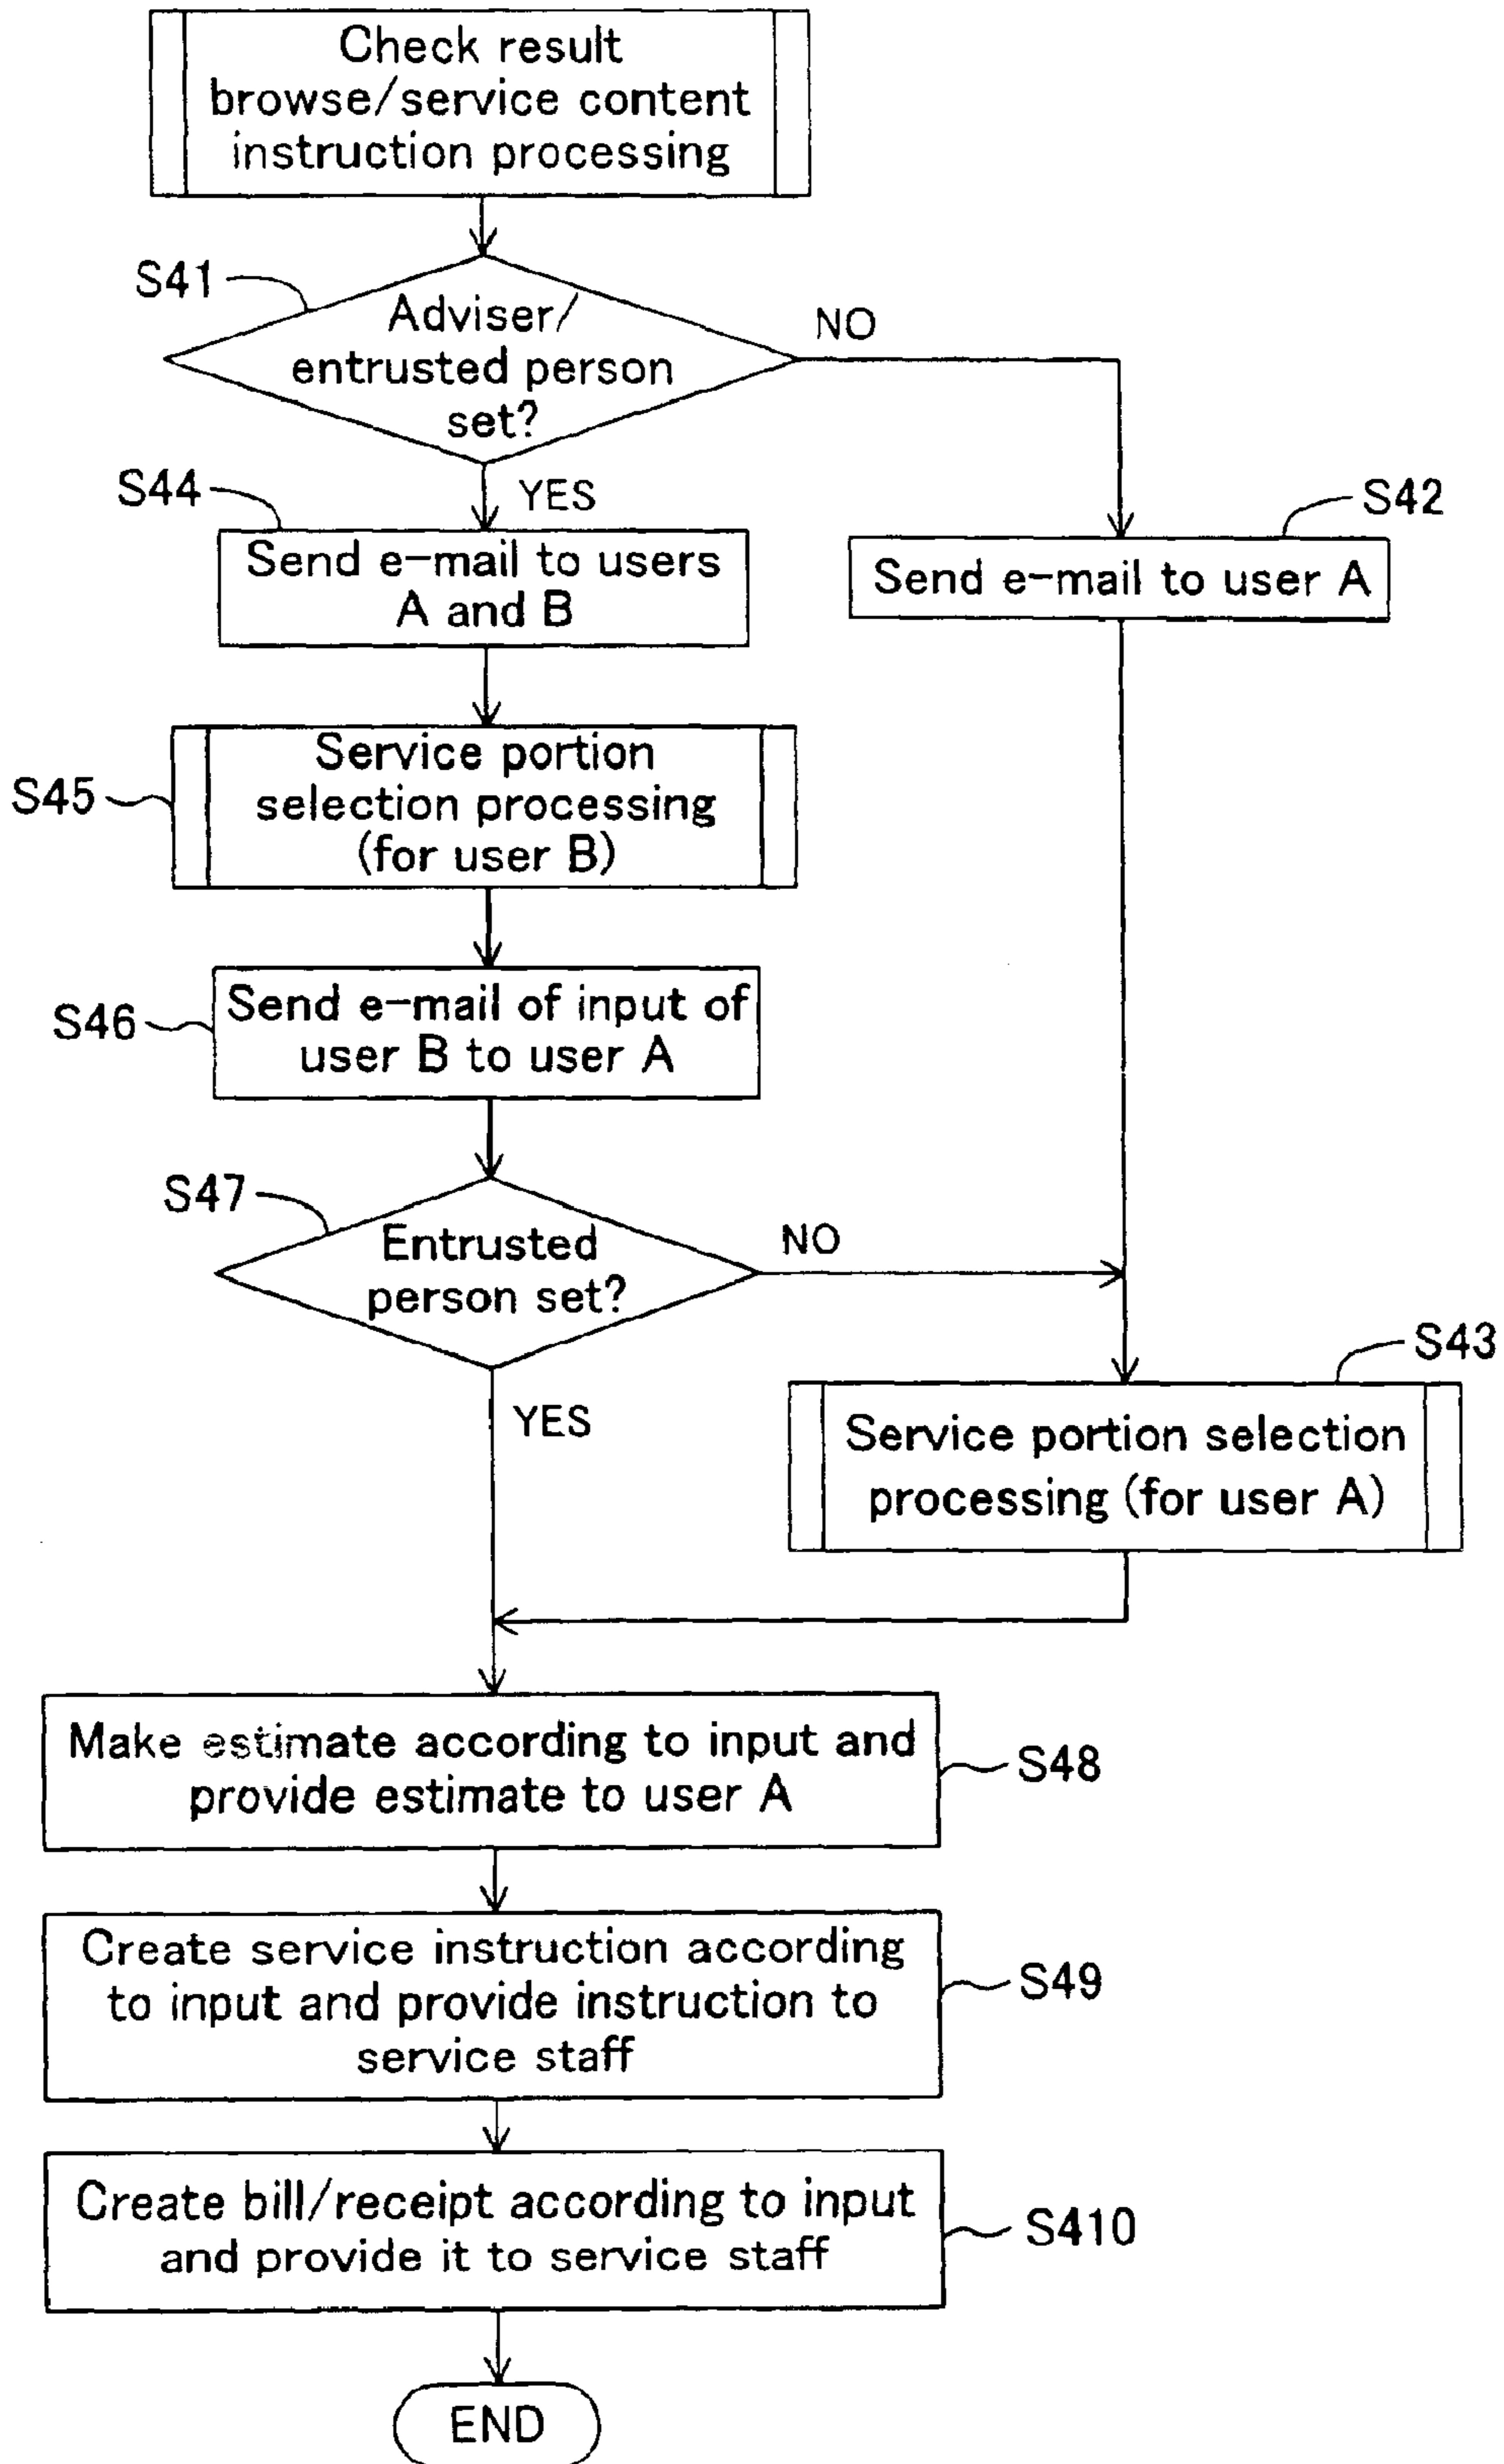 Check result
browse/service content
instruction processing
S41
Adviser/
entrusted person
set?
NO
S44
YES
S42
Send e-mail to users
A and B
Send e-mail to user A
S45
Service portion
selection processing
(for user B)
S46
Send e-mail of input of
user B to user A
S47
Entrusted
person set?
NO
YES
S43
Service portion selection
processing (for user A)
Make estimate according to input and
provide estimate to user A
S48
Create service instruction according
to input and provide instruction to
service staff
S49
Create bill/receipt according to input
and provide it to service staff
S410
END